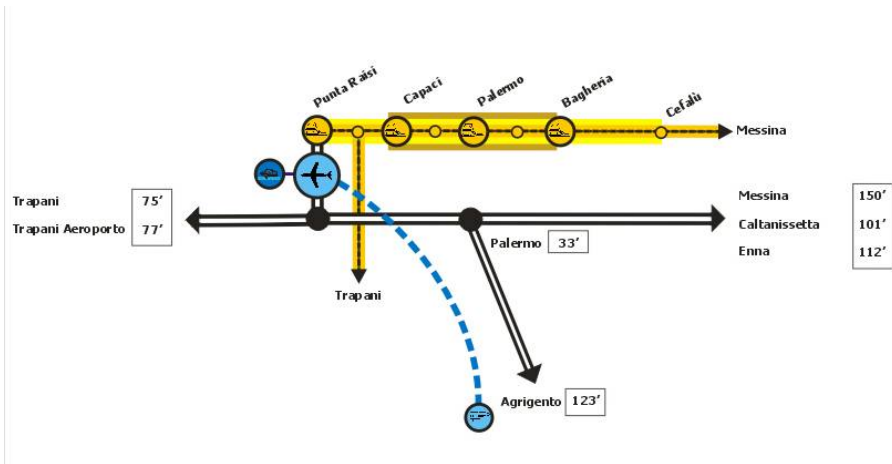 Punta Raisi
Capaci
Palermo
Bagheria
Cefalù
Messina
Trapani 75’
Trapani Aeroporto 77’
Messina 150’
Caltanissetta 101’
Enna 112’
Palermo 33’
Trapani
Agrigento 123’